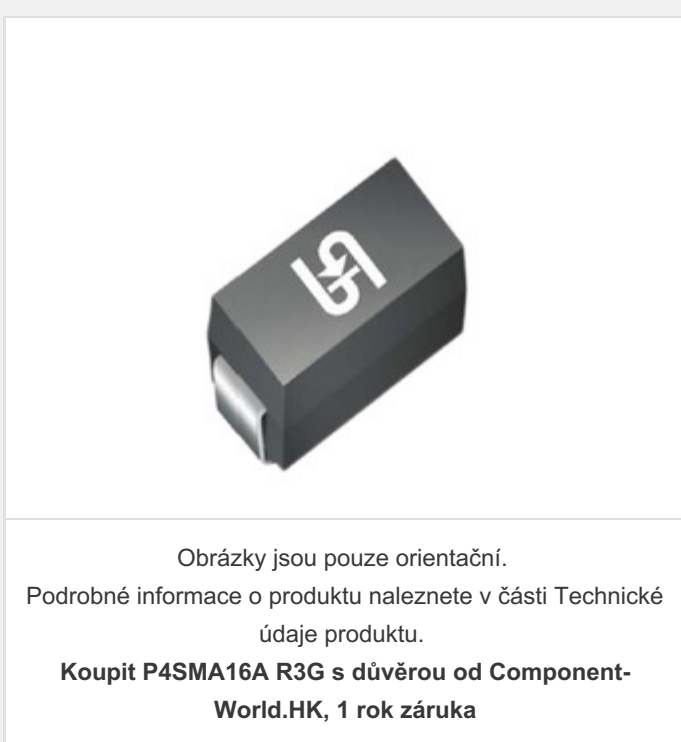 Obrázky jsou pouze orientační.
Podrobné informace o produktu naleznete v části Technické
údaje produktu.
Koupit P4SMA16A R3G s důvěrou od Component-
World.HK, 1 rok záruka